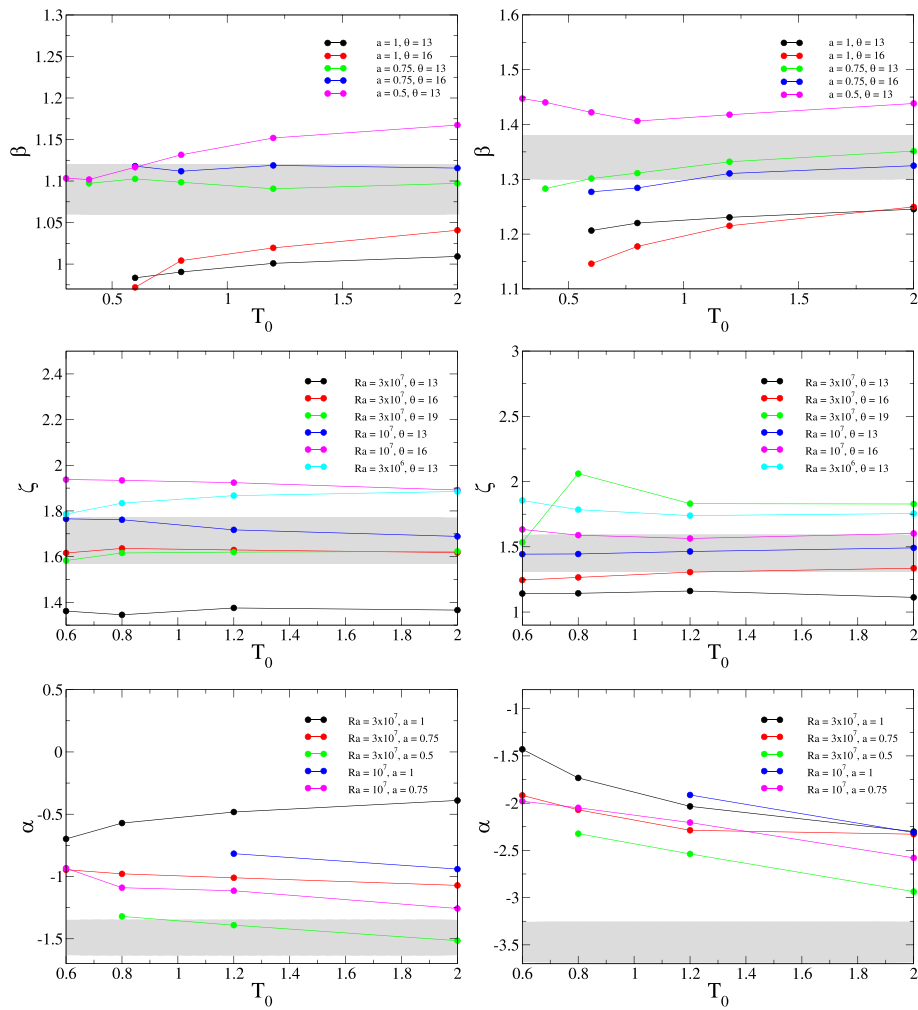 1.3
1.25
1.2
1.15
1.1
1.05
1
β
a = 1, θ = 13
a = 1, θ = 16
a = 0.75, θ = 13
a = 0.75, θ = 16
a = 0.5, θ = 13
0.5 1 1.5 2
T0
1.6
1.5
1.4
1.3
1.2
1.1
β
a = 1, θ = 13
a = 1, θ = 16
a = 0.75, θ = 13
a = 0.75, θ = 16
a = 0.5, θ = 13
0.5 1 1.5 2
T0
2.4
2.2
2
1.8
1.6
1.4
ζ
Ra = 3x10^7, θ = 13
Ra = 3x10^7, θ = 16
Ra = 3x10^7, θ = 19
Ra = 10^7, θ = 13
Ra = 10^7, θ = 16
Ra = 3x10^6, θ = 13
0.6 0.8 1 1.2 1.4 1.6 1.8 2
T0
3
2.5
2
1.5
1
ζ
Ra = 3x10^7, θ = 13
Ra = 3x10^7, θ = 16
Ra = 3x10^7, θ = 19
Ra = 10^7, θ = 13
Ra = 10^7, θ = 16
Ra = 3x10^6, θ = 13
0.6 0.8 1 1.2 1.4 1.6 1.8 2
T0
0.5
0
-0.5
-1
-1.5
α
Ra = 3x10^7, a = 1
Ra = 3x10^7, a = 0.75
Ra = 3x10^7, a = 0.5
Ra = 10^7, a = 1
Ra = 10^7, a = 0.75
0.6 0.8 1 1.2 1.4 1.6 1.8 2
T0
-1
-1.5
-2
-2.5
-3
-3.5
α
Ra = 3x10^7, a = 1
Ra = 3x10^7, a = 0.75
Ra = 3x10^7, a = 0.5
Ra = 10^7, a = 1
Ra = 10^7, a = 0.75
0.6 0.8 1 1.2 1.4 1.6 1.8 2
T0